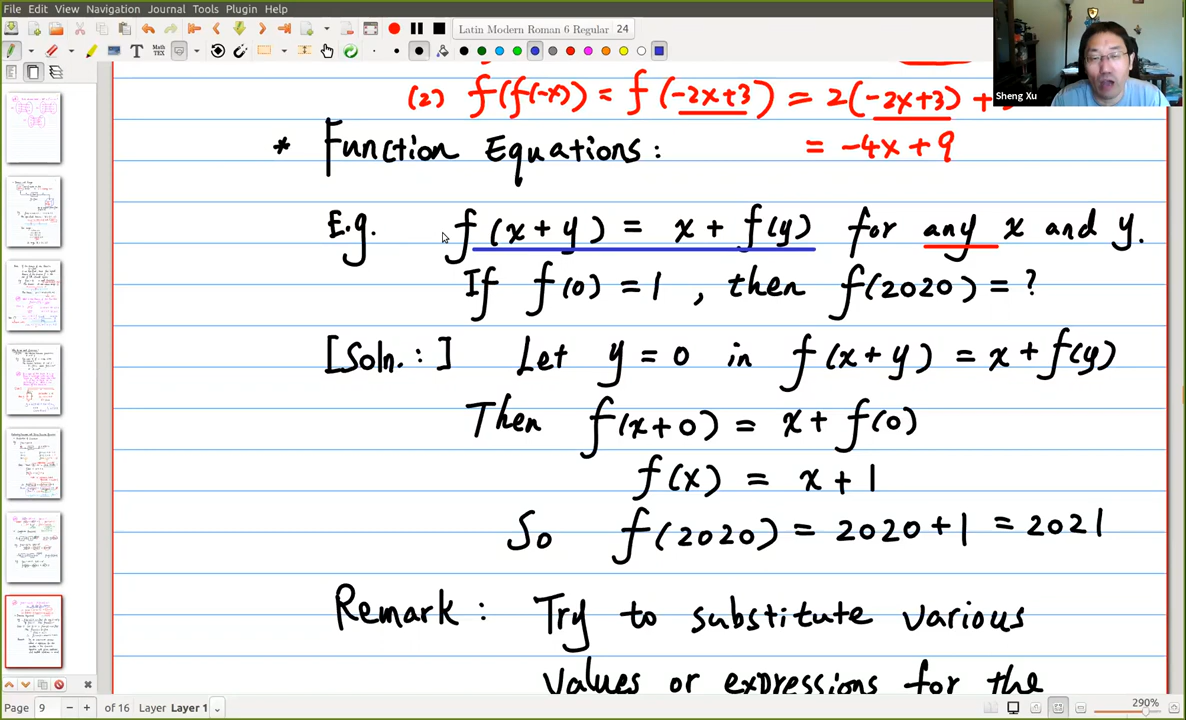 File Edit View Navigation Journal Tools Plugin Help
Latin Modern Roman 6 Regular 24
Sheng Xu
(2) f(f(-x)) = f(-2x+3) = 2(-2x+3) +
* Function Equations: = -4x+9
E.g. f(x+y) = x + f(y) for any x and y.
If f(0) = 1, then f(2020) = ?
[Soln.:] Let y = 0 in f(x+y) = x + f(y)
Then f(x+0) = x + f(0)
f(x) = x + 1
So f(2020) = 2020 + 1 = 2021
Remark: Try to substitute various
values or expressions for the
Page 9 of 16 Layer Layer 1 290%